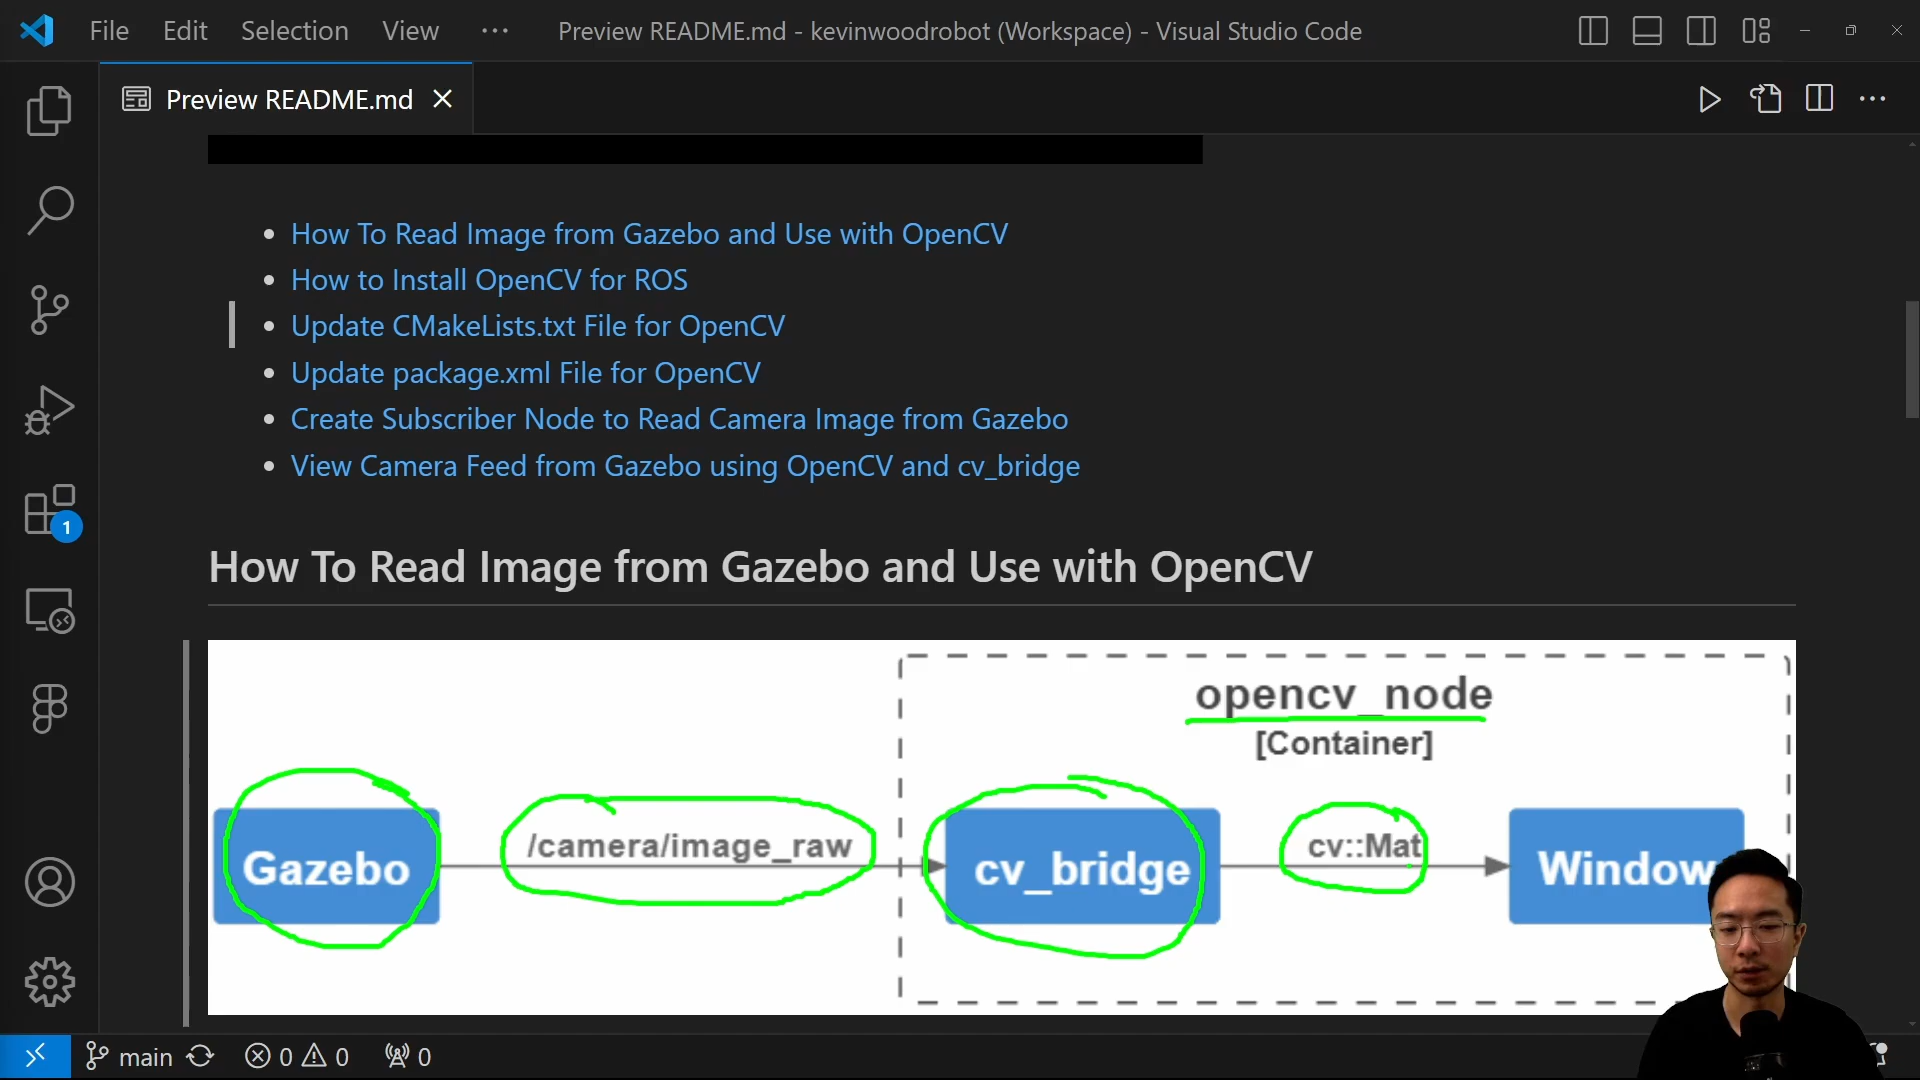 File Edit Selection View ··· Preview README.md - kevinwoodrobot (Workspace) - Visual Studio Code
Preview README.md
How To Read Image from Gazebo and Use with OpenCV
How to Install OpenCV for ROS
Update CMakeLists.txt File for OpenCV
Update package.xml File for OpenCV
Create Subscriber Node to Read Camera Image from Gazebo
View Camera Feed from Gazebo using OpenCV and cv_bridge
How To Read Image from Gazebo and Use with OpenCV
opencv_node
[Container]
Gazebo /camera/image_raw cv_bridge cv::Mat Window
1
main 0 0 0